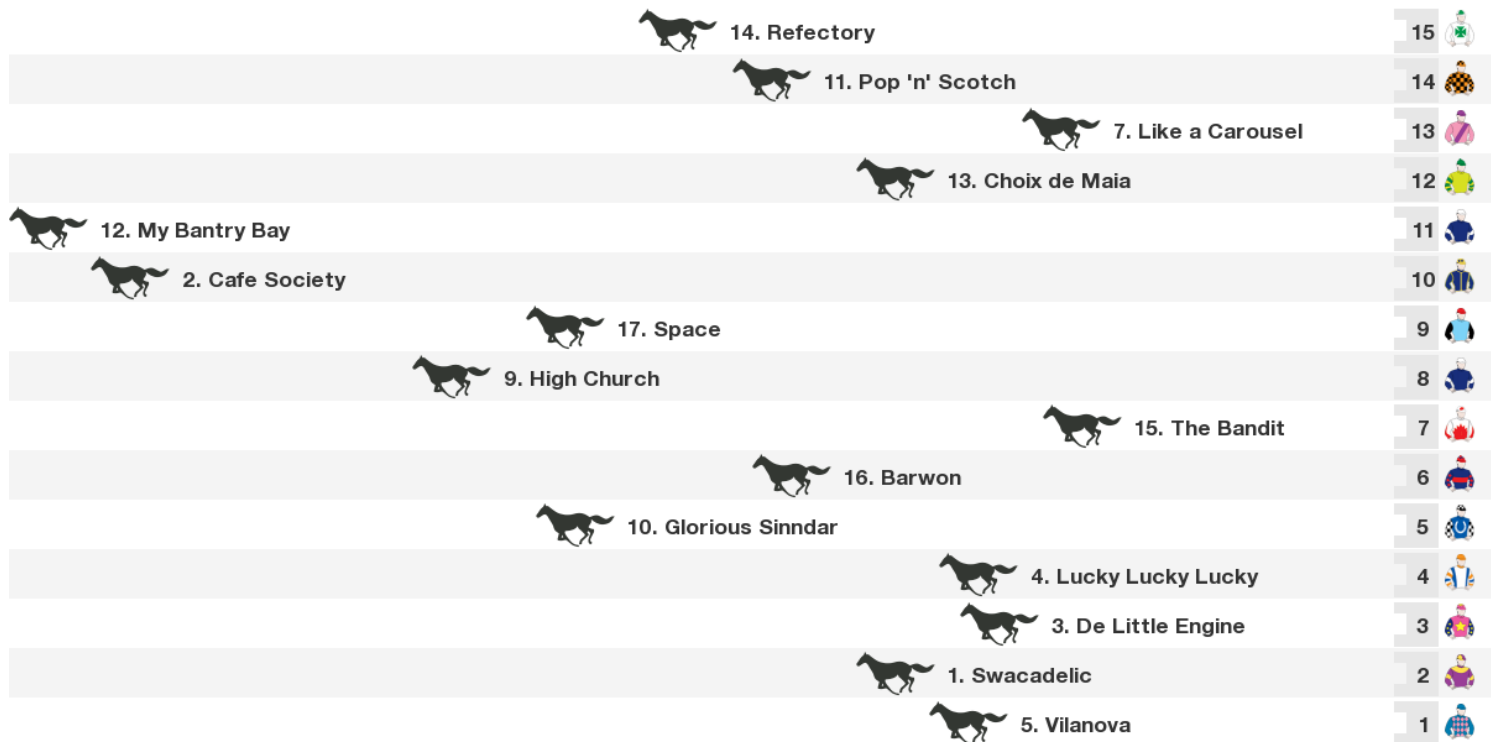 14. Refectory 15
11. Pop 'n' Scotch 14
7. Like a Carousel 13
13. Choix de Maia 12
12. My Bantry Bay 11
2. Cafe Society 10
17. Space 9
9. High Church 8
15. The Bandit 7
16. Barwon 6
10. Glorious Sinndar 5
4. Lucky Lucky Lucky 4
3. De Little Engine 3
1. Swacadelic 2
5. Vilanova 1